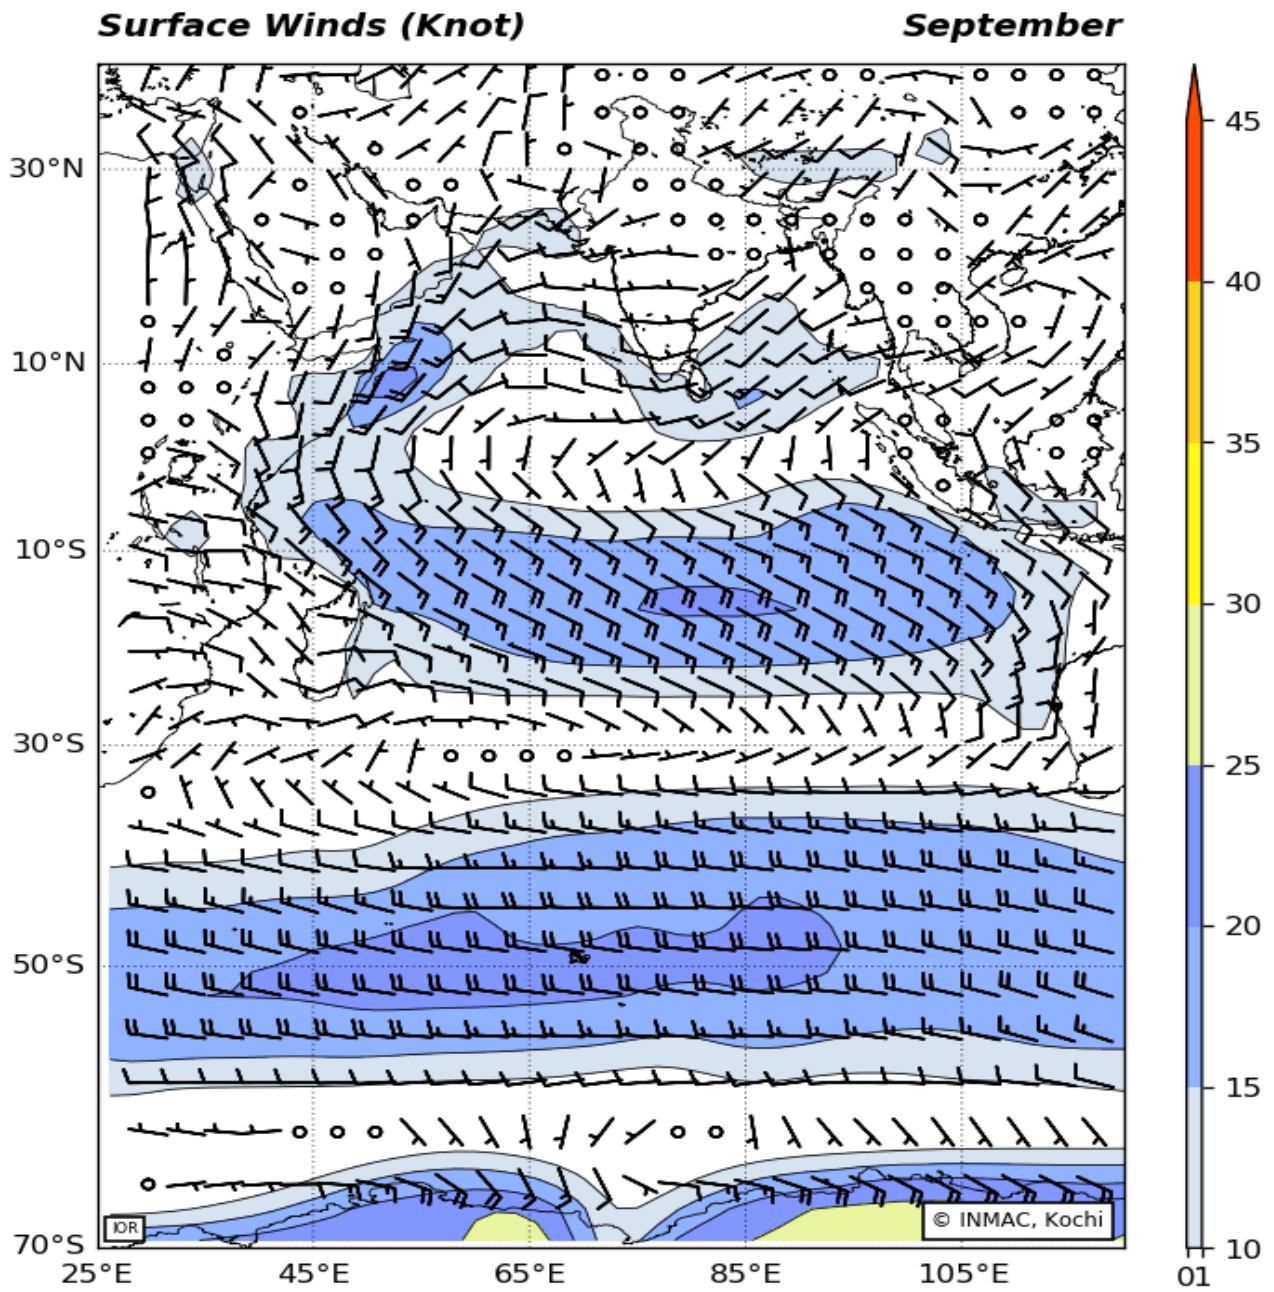 Surface Winds (Knot) September
45
30°N
40
10°N
35
10°S
30
30°S
25
20
50°S
15
IOR
© INMAC, Kochi
70°S
10
25°E 45°E 65°E 85°E 105°E 01